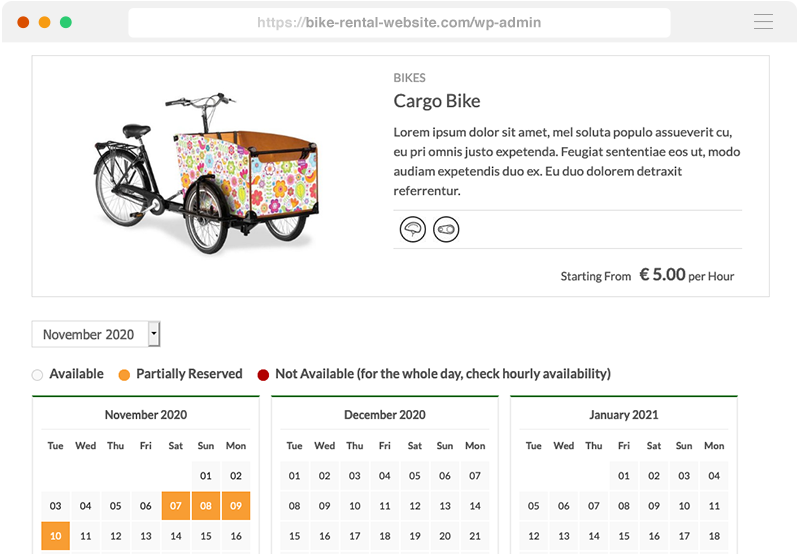 https://bike-rental-website.com/wp-admin
BIKES
Cargo Bike
Lorem ipsum dolor sit amet, mel soluta populo assueverit cu,
eu pri omnis justo expetenda. Feugiat sententiae eos ut, modo
audiam expetendis duo ex. Eu duo dolorem detraxit
referrentur.
Starting From € 5.00 per Hour
November 2020
Available Partially Reserved Not Available (for the whole day, check hourly availability)
November 2020
Tue Wed Thu Fri Sat Sun Mon
01 02
03 04 05 06 07 08 09
10 11 12 13 14 15 16
December 2020
Tue Wed Thu Fri Sat Sun Mon
01 02 03 04 05 06 07
08 09 10 11 12 13 14
15 16 17 18 19 20 21
January 2021
Tue Wed Thu Fri Sat Sun Mon
01 02 03 04
05 06 07 08 09 10 11
12 13 14 15 16 17 18